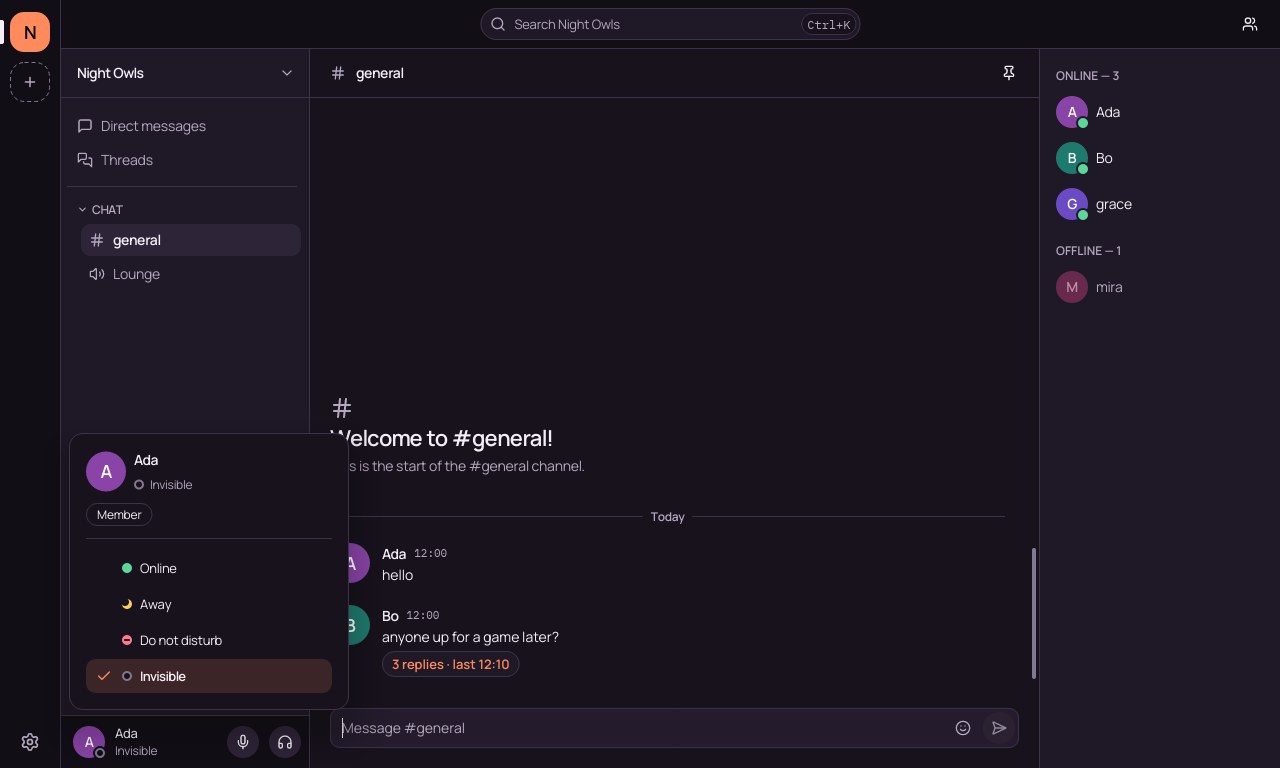 N
Search Night Owls
Ctrl+K
Night Owls
Direct messages
Threads
CHAT
general
Lounge
A
Ada
Invisible
Member
Online
Away
Do not disturb
Invisible
A
Ada
Invisible
general
Welcome to #general!
s is the start of the #general channel.
Today
A
Ada 12:00
hello
B
Bo 12:00
anyone up for a game later?
3 replies · last 12:10
Message #general
ONLINE — 3
A
Ada
B
Bo
G
grace
OFFLINE — 1
M
mira